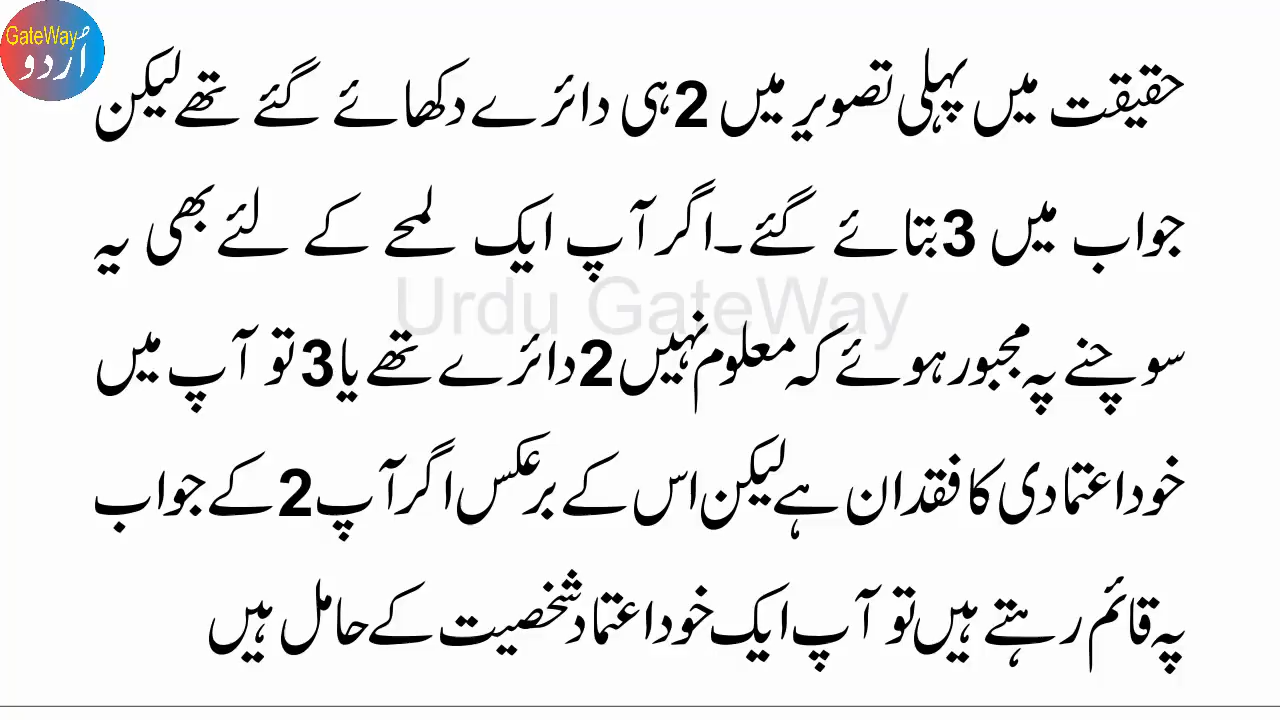 GateWay
اردو
حقیقت میں پہلی تصویر میں 2 ہی دائرے دکھائے گئے تھے لیکن
جواب میں 3 بتائے گئے۔ اگر آپ ایک لمحے کے لئے بھی یہ
Urdu GateWay
سوچنے پہ مجبور ہوئے کہ معلوم نہیں 2 دائرے تھے یا 3 تو آپ میں
خود اعتمادی کا فقدان ہے لیکن اس کے برعکس اگر آپ 2 کے جواب
پہ قائم رہتے ہیں تو آپ ایک خود اعتماد شخصیت کے حامل ہیں